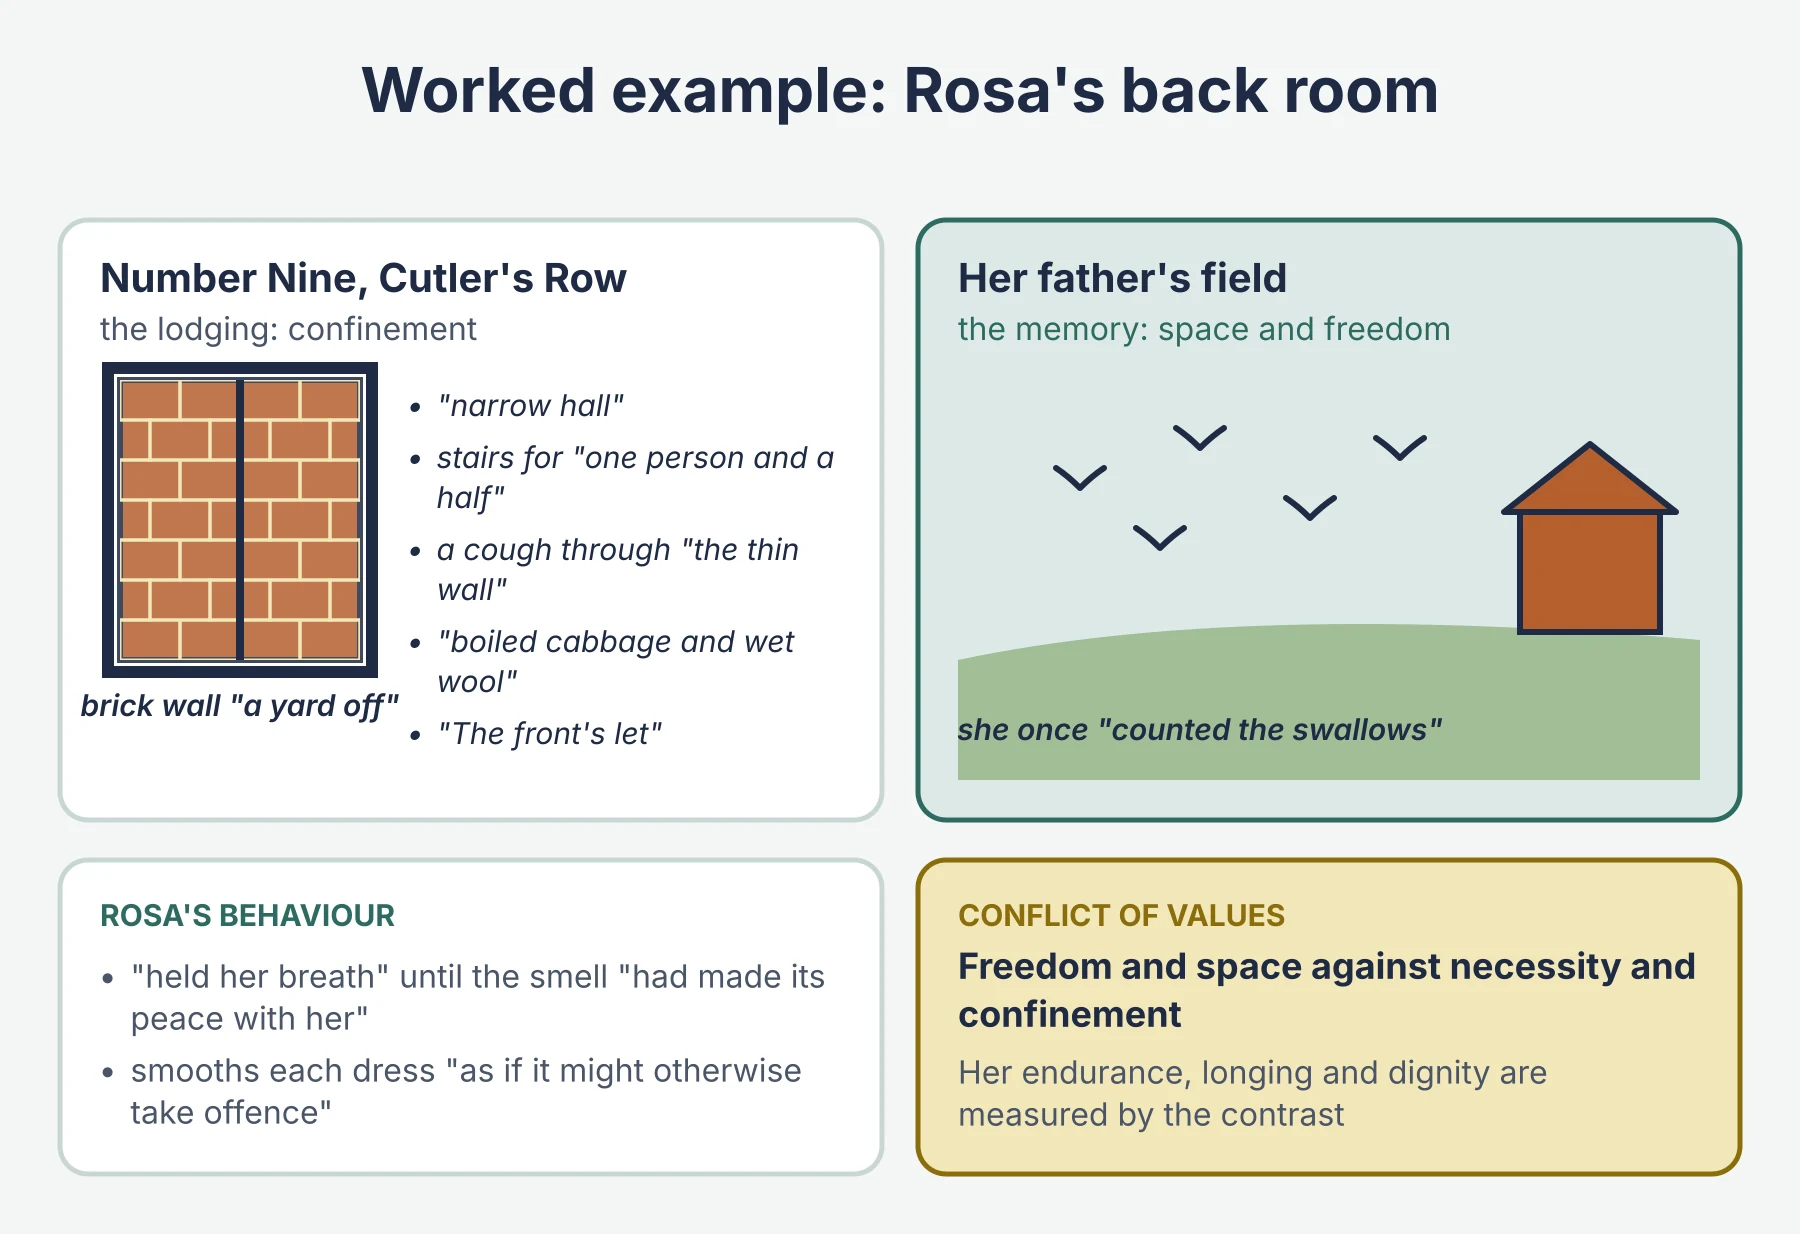 Worked example: Rosa's back room
Number Nine, Cutler's Row
the lodging: confinement
• "narrow hall"
• stairs for "one person and a
half"
• a cough through "the thin
wall"
• "boiled cabbage and wet
wool"
• "The front's let"
brick wall "a yard off"
Her father's field
the memory: space and freedom
she once "counted the swallows"
ROSA'S BEHAVIOUR
• "held her breath" until the smell "had made its
peace with her"
• smooths each dress "as if it might otherwise
take offence"
CONFLICT OF VALUES
Freedom and space against necessity and
confinement
Her endurance, longing and dignity are
measured by the contrast